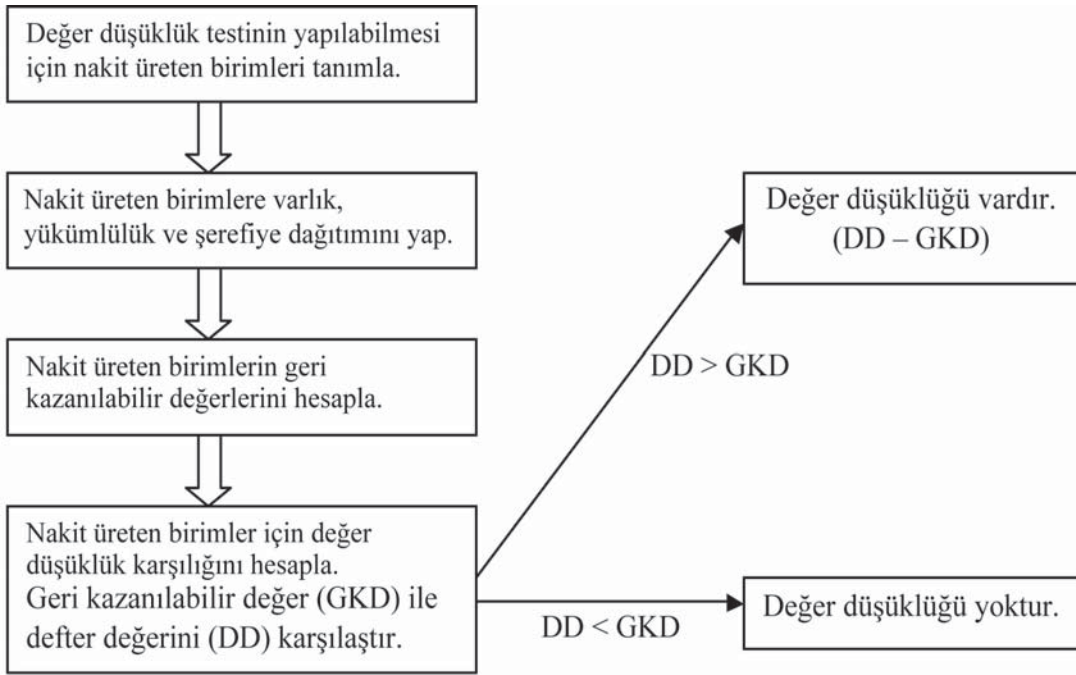 Değer düşüklük testinin yapılabilmesi
için nakit üreten birimleri tanımla.
Nakit üreten birimlere varlık,
yükümlülük ve şerefiye dağıtımını yap.
Nakit üreten birimlerin geri
kazanılabilir değerlerini hesapla.
Nakit üreten birimler için değer
düşüklük karşılığını hesapla.
Geri kazanılabilir değer (GKD) ile
defter değerini (DD) karşılaştır.
DD > GKD
Değer düşüklüğü vardır.
(DD – GKD)
DD < GKD
Değer düşüklüğü yoktur.